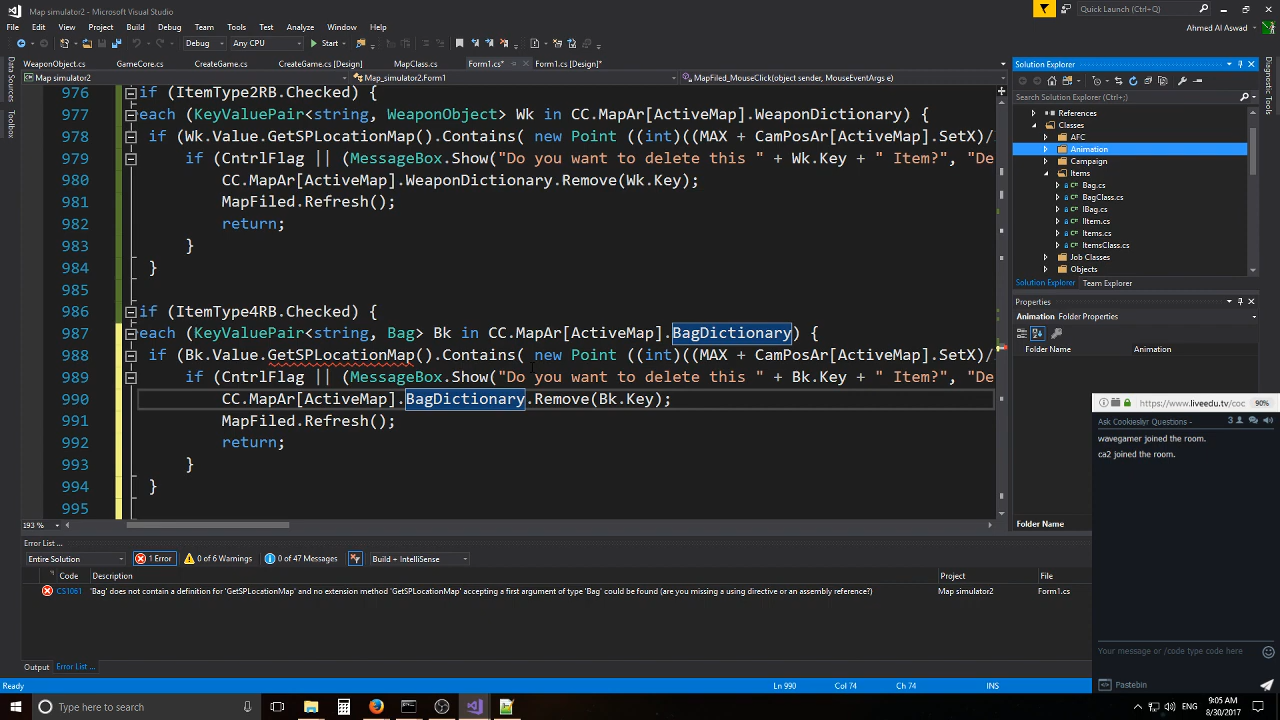 Map simulator2 - Microsoft Visual Studio
Quick Launch (Ctrl+Q)
File Edit View Project Build Debug Team Tools Test Analyze Window Help
Ahmed Al Aswad
Debug Any CPU Start
WeaponObject.cs GameCore.cs CreateGame.cs CreateGame.cs [Design] MapClass.cs Form1.cs* Form1.cs [Design]*
Map simulator2 Map_simulator2.Form1 MapFiled_MouseClick(object sender, MouseEventArgs e)
Data Sources
Toolbox
976 if (ItemType2RB.Checked) {
977 each (KeyValuePair<string, WeaponObject> Wk in CC.MapAr[ActiveMap].WeaponDictionary) {
978 if (Wk.Value.GetSPLocationMap().Contains( new Point ((int)((MAX + CamPosAr[ActiveMap].SetX)/
979 if (CntrlFlag || (MessageBox.Show("Do you want to delete this " + Wk.Key + " Item?", "De
980 CC.MapAr[ActiveMap].WeaponDictionary.Remove(Wk.Key);
981 MapFiled.Refresh();
982 return;
983 }
984 }
985
986 if (ItemType4RB.Checked) {
987 each (KeyValuePair<string, Bag> Bk in CC.MapAr[ActiveMap].BagDictionary) {
988 if (Bk.Value.GetSPLocationMap().Contains( new Point ((int)((MAX + CamPosAr[ActiveMap].SetX)/
989 if (CntrlFlag || (MessageBox.Show("Do you want to delete this " + Bk.Key + " Item?", "De
990 CC.MapAr[ActiveMap].BagDictionary.Remove(Bk.Key);
991 MapFiled.Refresh();
992 return;
993 }
994 }
995
193 %
Solution Explorer
Search Solution Explorer (Ctrl+;)
References
Classes
AFC
Animation
Campaign
Items
Bag.cs
BagClass.cs
IBag.cs
IItem.cs
Items.cs
ItemsClass.cs
Job Classes
Objects
Solution Explorer Team Explorer
Diagnostic Tools
Properties
Animation Folder Properties
Folder Name Animation
Folder Name
Error List ...
Entire Solution 1 Error 0 of 6 Warnings 0 of 47 Messages Build + IntelliSense
Code Description Project File
CS1061 'Bag' does not contain a definition for 'GetSPLocationMap' and no extension method 'GetSPLocationMap' accepting a first argument of type 'Bag' could be found (are you missing a using directive or an assembly reference?) Map simulator2 Form1.cs
Output Error List ...
Ready Ln 990 Col 74 Ch 74 INS
https://www.liveedu.tv/coc 90%
Ask Cookieslyr Questions - 3
wavegamer joined the room.
ca2 joined the room.
Your message or /code type code here
Pastebin
Type here to search
9:05 AM
8/30/2017